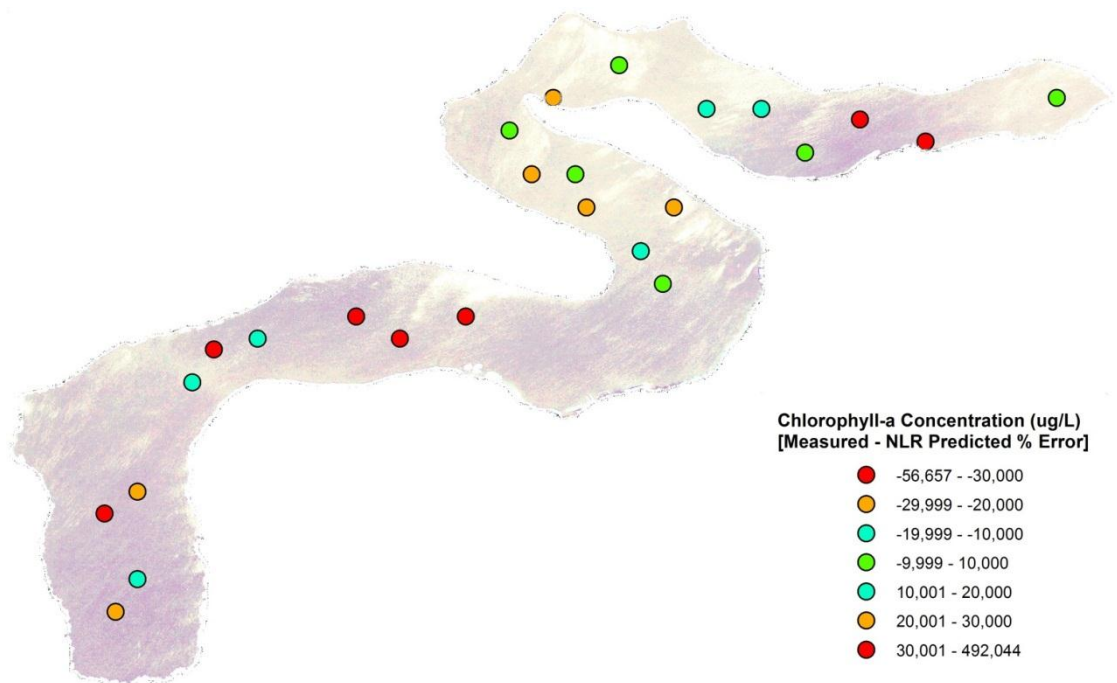 Chlorophyll-a Concentration (ug/L)
[Measured - NLR Predicted % Error]
-56,657 - -30,000
-29,999 - -20,000
-19,999 - -10,000
-9,999 - 10,000
10,001 - 20,000
20,001 - 30,000
30,001 - 492,044